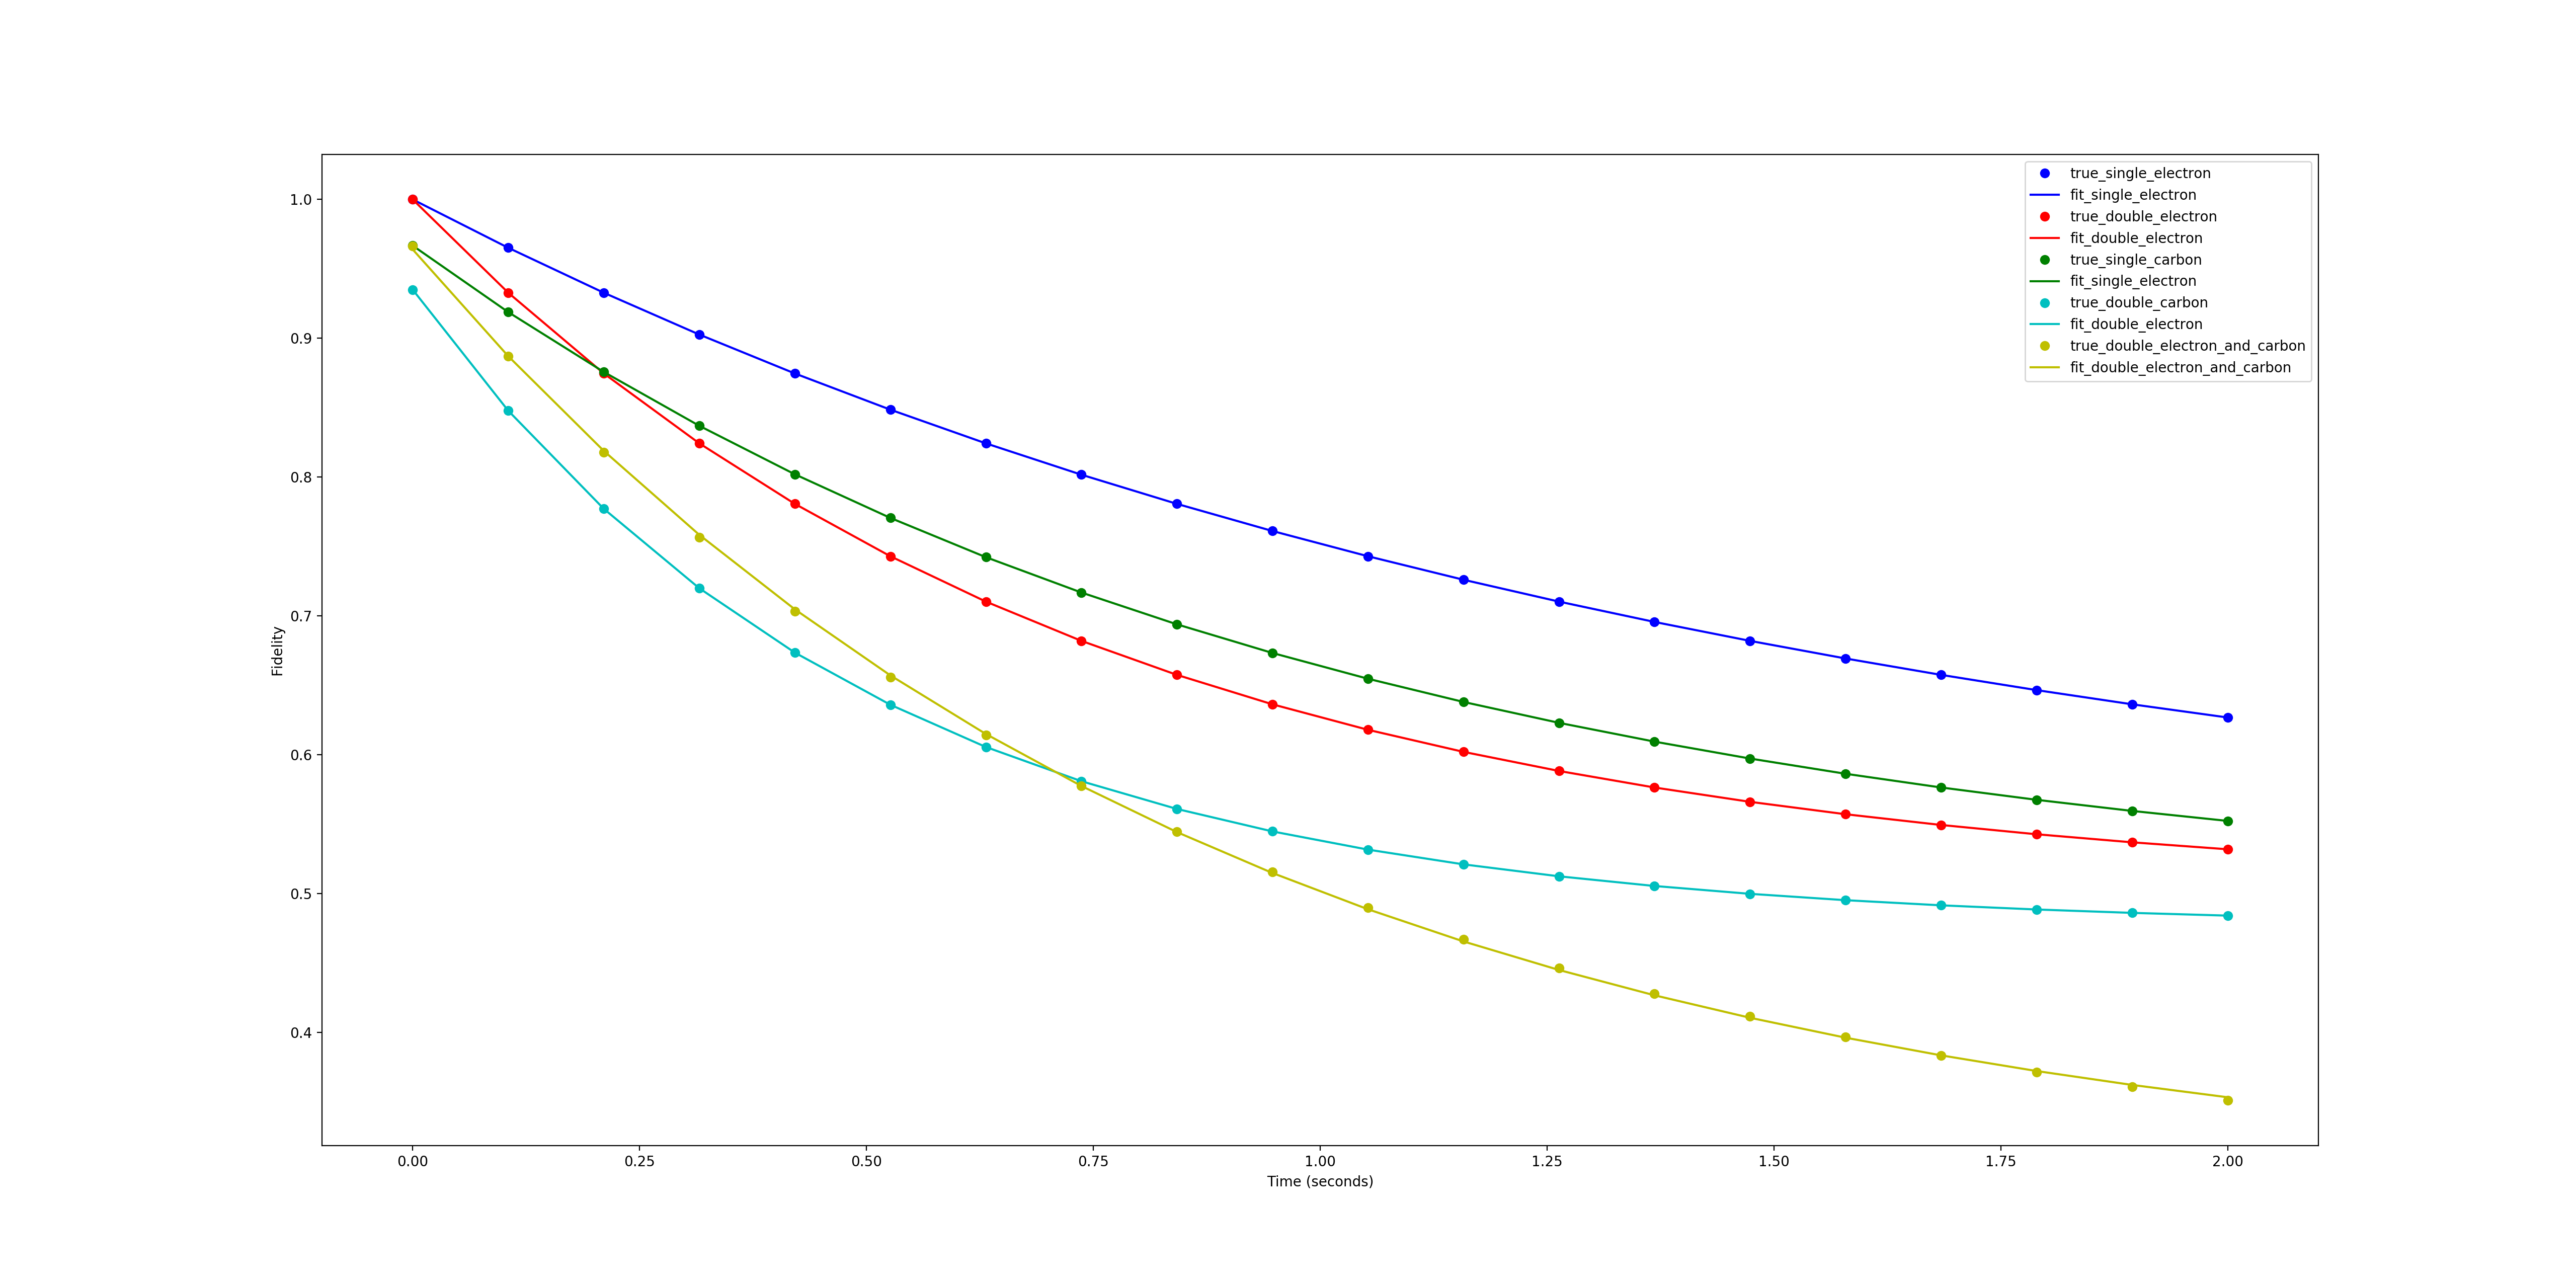 true_single_electron
fit_single_electron
true_double_electron
fit_double_electron
true_single_carbon
fit_single_electron
true_double_carbon
fit_double_electron
true_double_electron_and_carbon
fit_double_electron_and_carbon
1.0
0.9
0.8
0.7
0.6
0.5
0.4
Fidelity
0.00 0.25 0.50 0.75 1.00 1.25 1.50 1.75 2.00
Time (seconds)